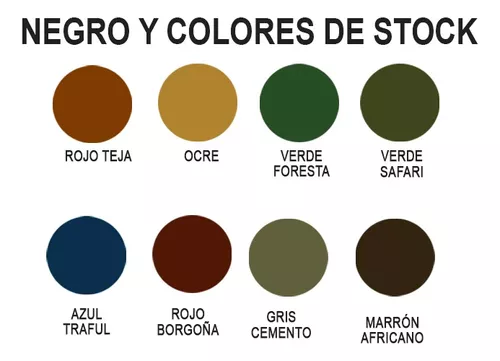 NEGRO Y COLORES DE STOCK
ROJO TEJA
OCRE
VERDE
FORESTA
VERDE
SAFARI
AZUL
TRAFUL
ROJO
BORGOÑA
GRIS
CEMENTO
MARRÓN
AFRICANO